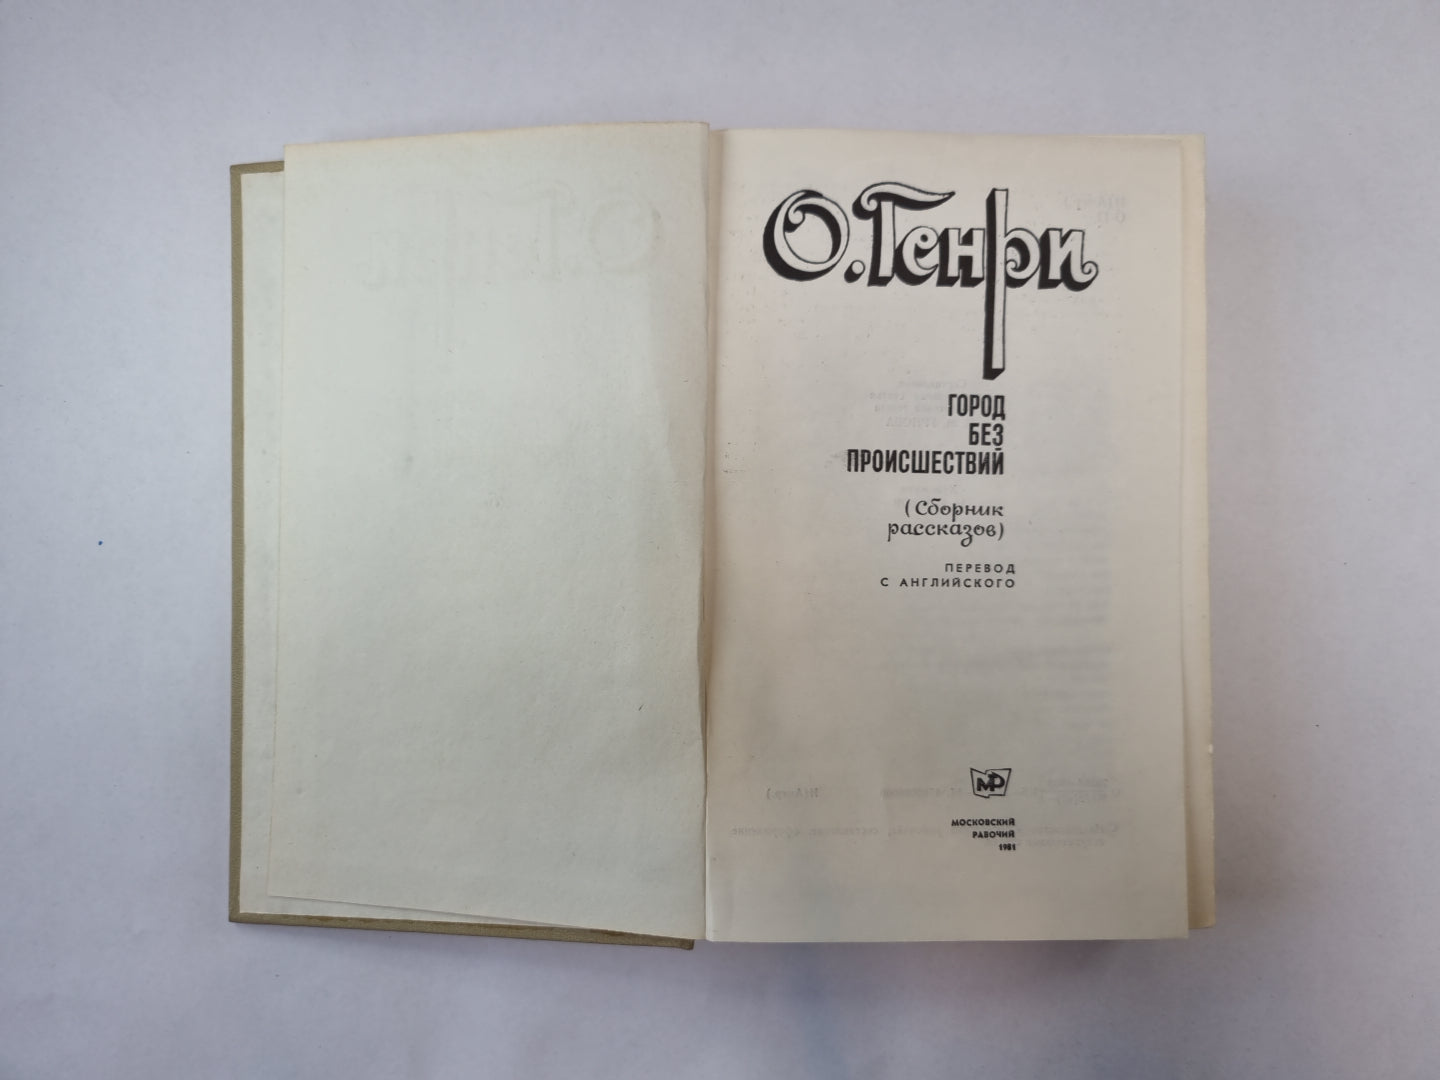 О. Генри
ГОРОД
БЕЗ
ПРОИСШЕСТВИЙ
(Сборник
рассказов)
ПЕРЕВОД
С АНГЛИЙСКОГО
МР
МОСКОВСКИЙ
РАБОЧИЙ
1981